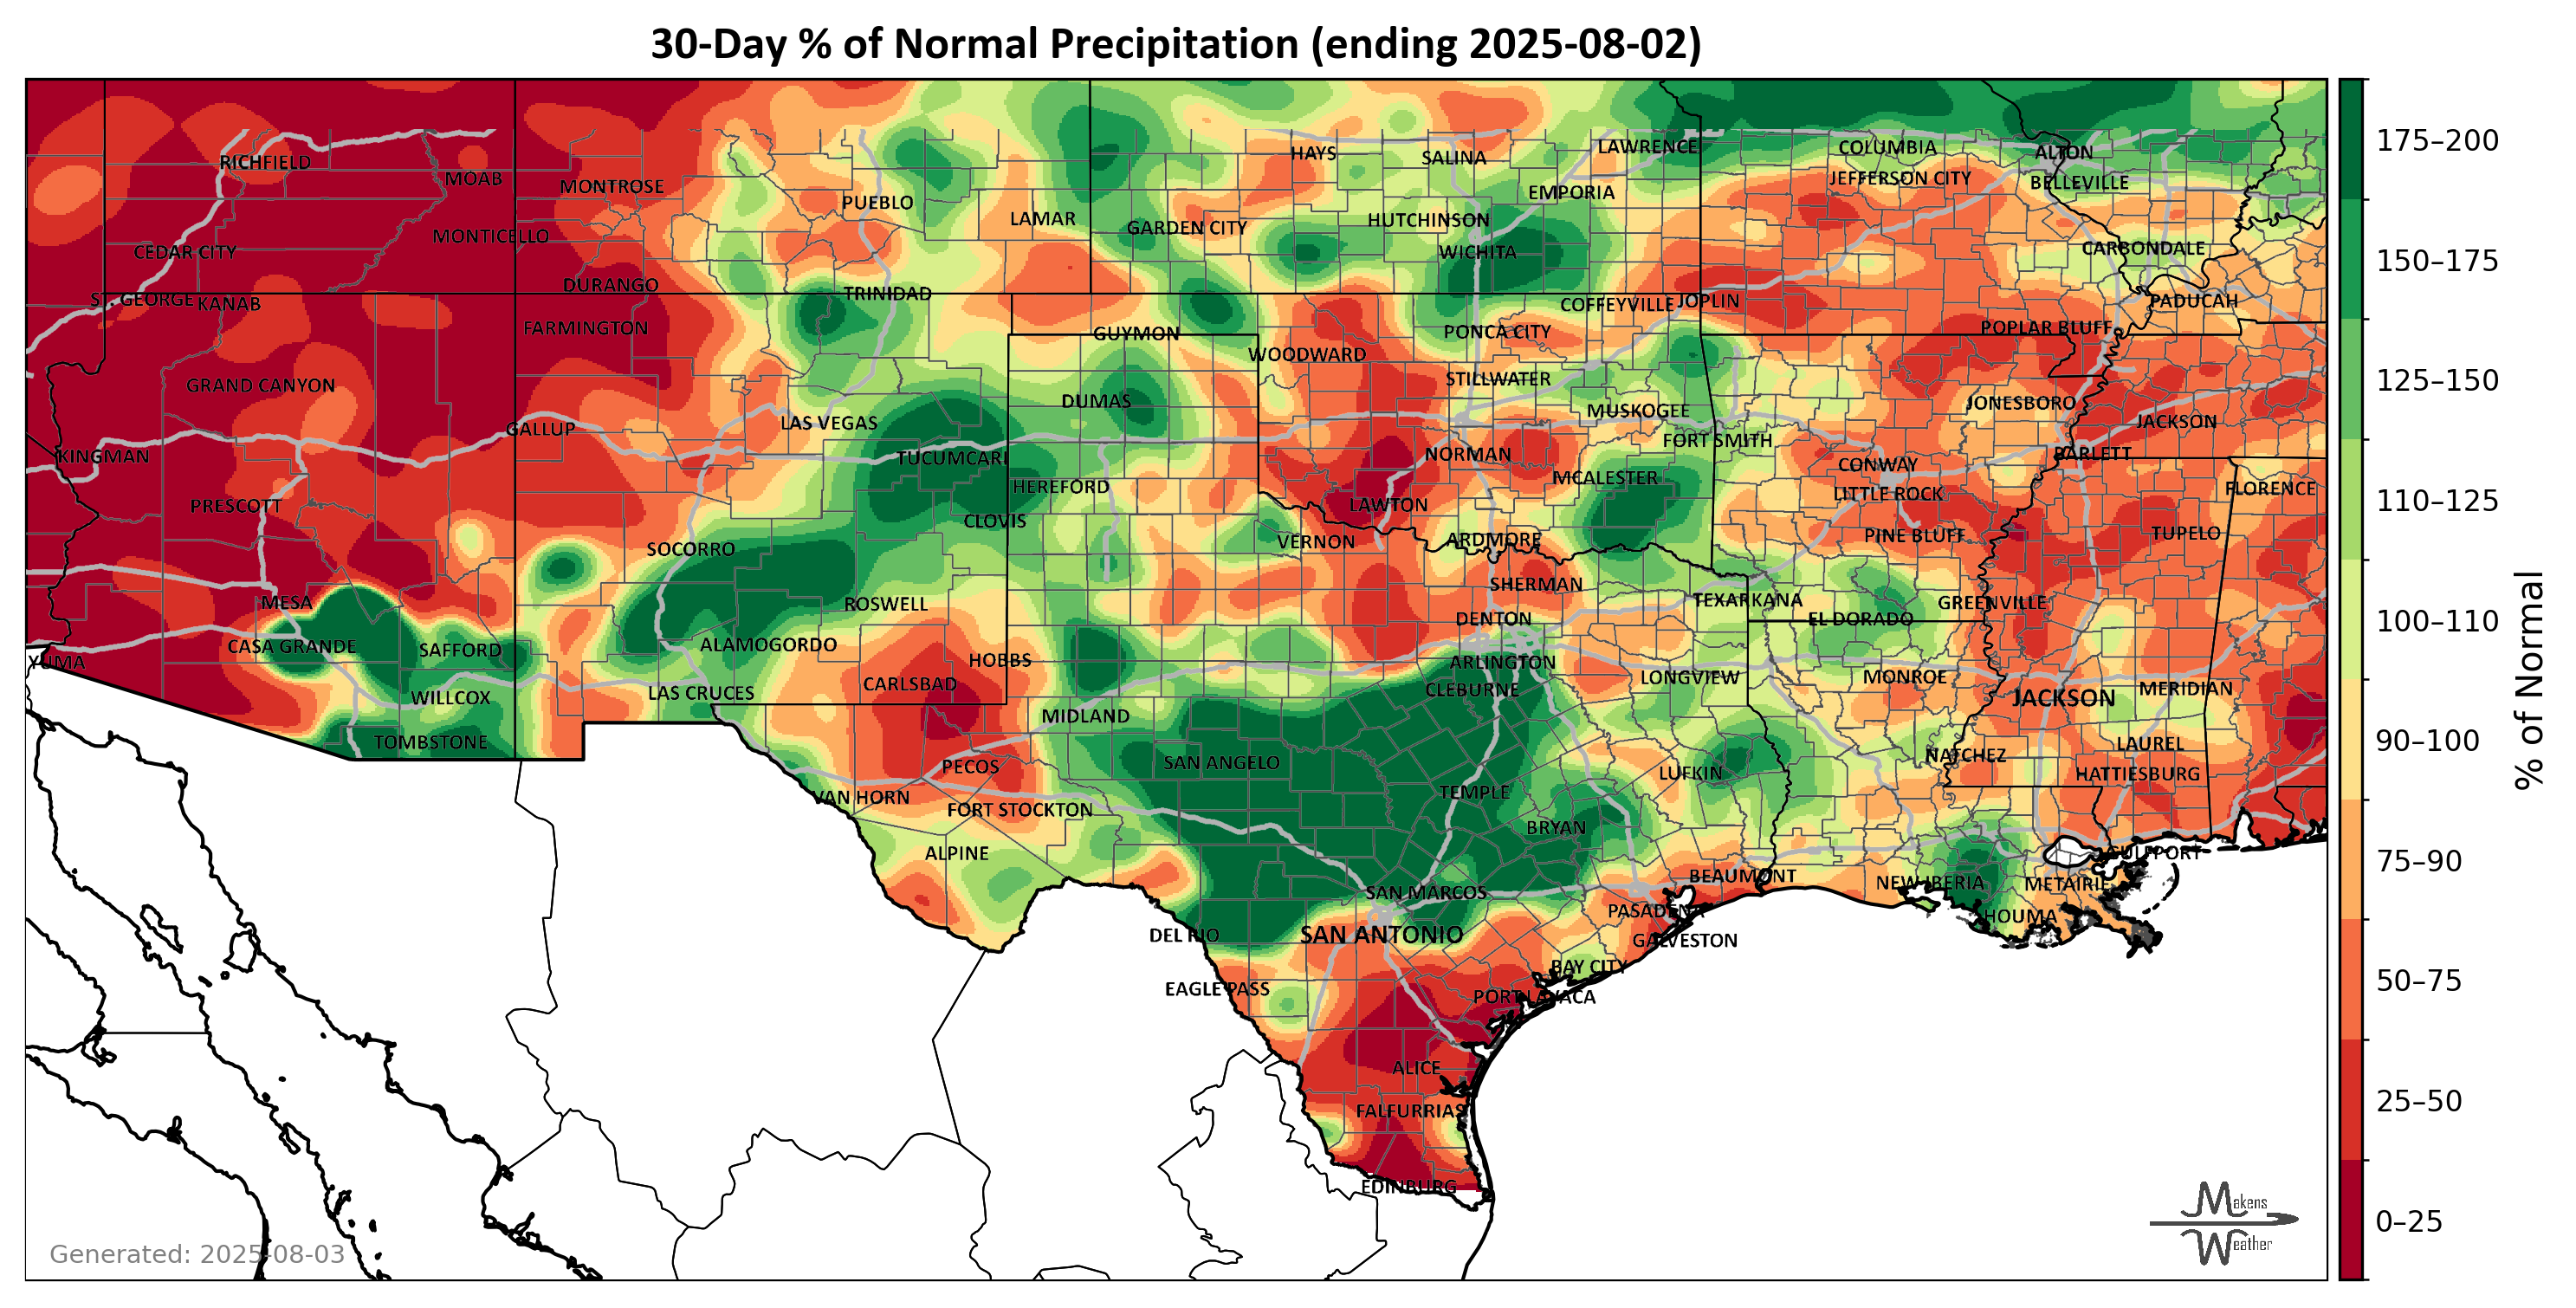 30-Day % of Normal Precipitation (ending 2025-08-02)
HAYS
SALINA
LAWRENCE
COLUMBIA
ALTON
RICHFIELD
MOAB
MONTROSE
PUEBLO
LAMAR
EMPORIA
JEFFERSON CITY
BELLEVILLE
GARDEN CITY
HUTCHINSON
MONTICELLO
CEDAR CITY
WICHITA
CARBONDALE
DURANGO
TRINIDAD
ST. GEORGE
KANAB
COFFEYVILLE
JOPLIN
PADUCAH
FARMINGTON
GUYMON
PONCA CITY
POPLAR BLUFF
WOODWARD
GRAND CANYON
STILLWATER
DUMAS
MUSKOGEE
JONESBORO
LAS VEGAS
JACKSON
GALLUP
FORT SMITH
KINGMAN
TUCUMCARI
NORMAN
BARLETT
CONWAY
MCALESTER
HEREFORD
LITTLE ROCK
FLORENCE
PRESCOTT
LAWTON
CLOVIS
PINE BLUFF
TUPELO
SOCORRO
VERNON
ARDMORE
SHERMAN
MESA
ROSWELL
TEXARKANA
GREENVILLE
DENTON
EL DORADO
CASA GRANDE
SAFFORD
ALAMOGORDO
HOBBS
ARLINGTON
YUMA
LONGVIEW
MONROE
WILLCOX
LAS CRUCES
CARLSBAD
CLEBURNE
JACKSON
MERIDIAN
MIDLAND
TOMBSTONE
LAUREL
NATCHEZ
PECOS
SAN ANGELO
LUFKIN
HATTIESBURG
VAN HORN
FORT STOCKTON
TEMPLE
BRYAN
ALPINE
GULFPORT
BEAUMONT
NEW IBERIA
METAIRIE
SAN MARCOS
PASADENA
HOUMA
DEL RIO
SAN ANTONIO
GALVESTON
BAY CITY
EAGLE PASS
PORT LAVACA
ALICE
FALFURRIAS
EDINBURG
175–200
150–175
125–150
110–125
100–110
90–100
75–90
50–75
25–50
0–25
% of Normal
Generated: 2025-08-03
Makens
Weather